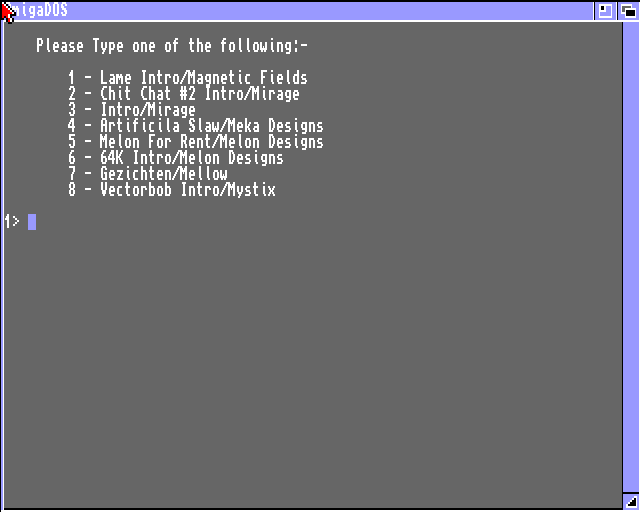 migaDOS
Please Type one of the following:-
1 - Lame Intro/Magnetic Fields
2 - Chit Chat #2 Intro/Mirage
3 - Intro/Mirage
4 - Artificila Slaw/Meka Designs
5 - Melon For Rent/Melon Designs
6 - 64K Intro/Melon Designs
7 - Gezichten/Mellow
8 - Vectorbob Intro/Mystix
1>